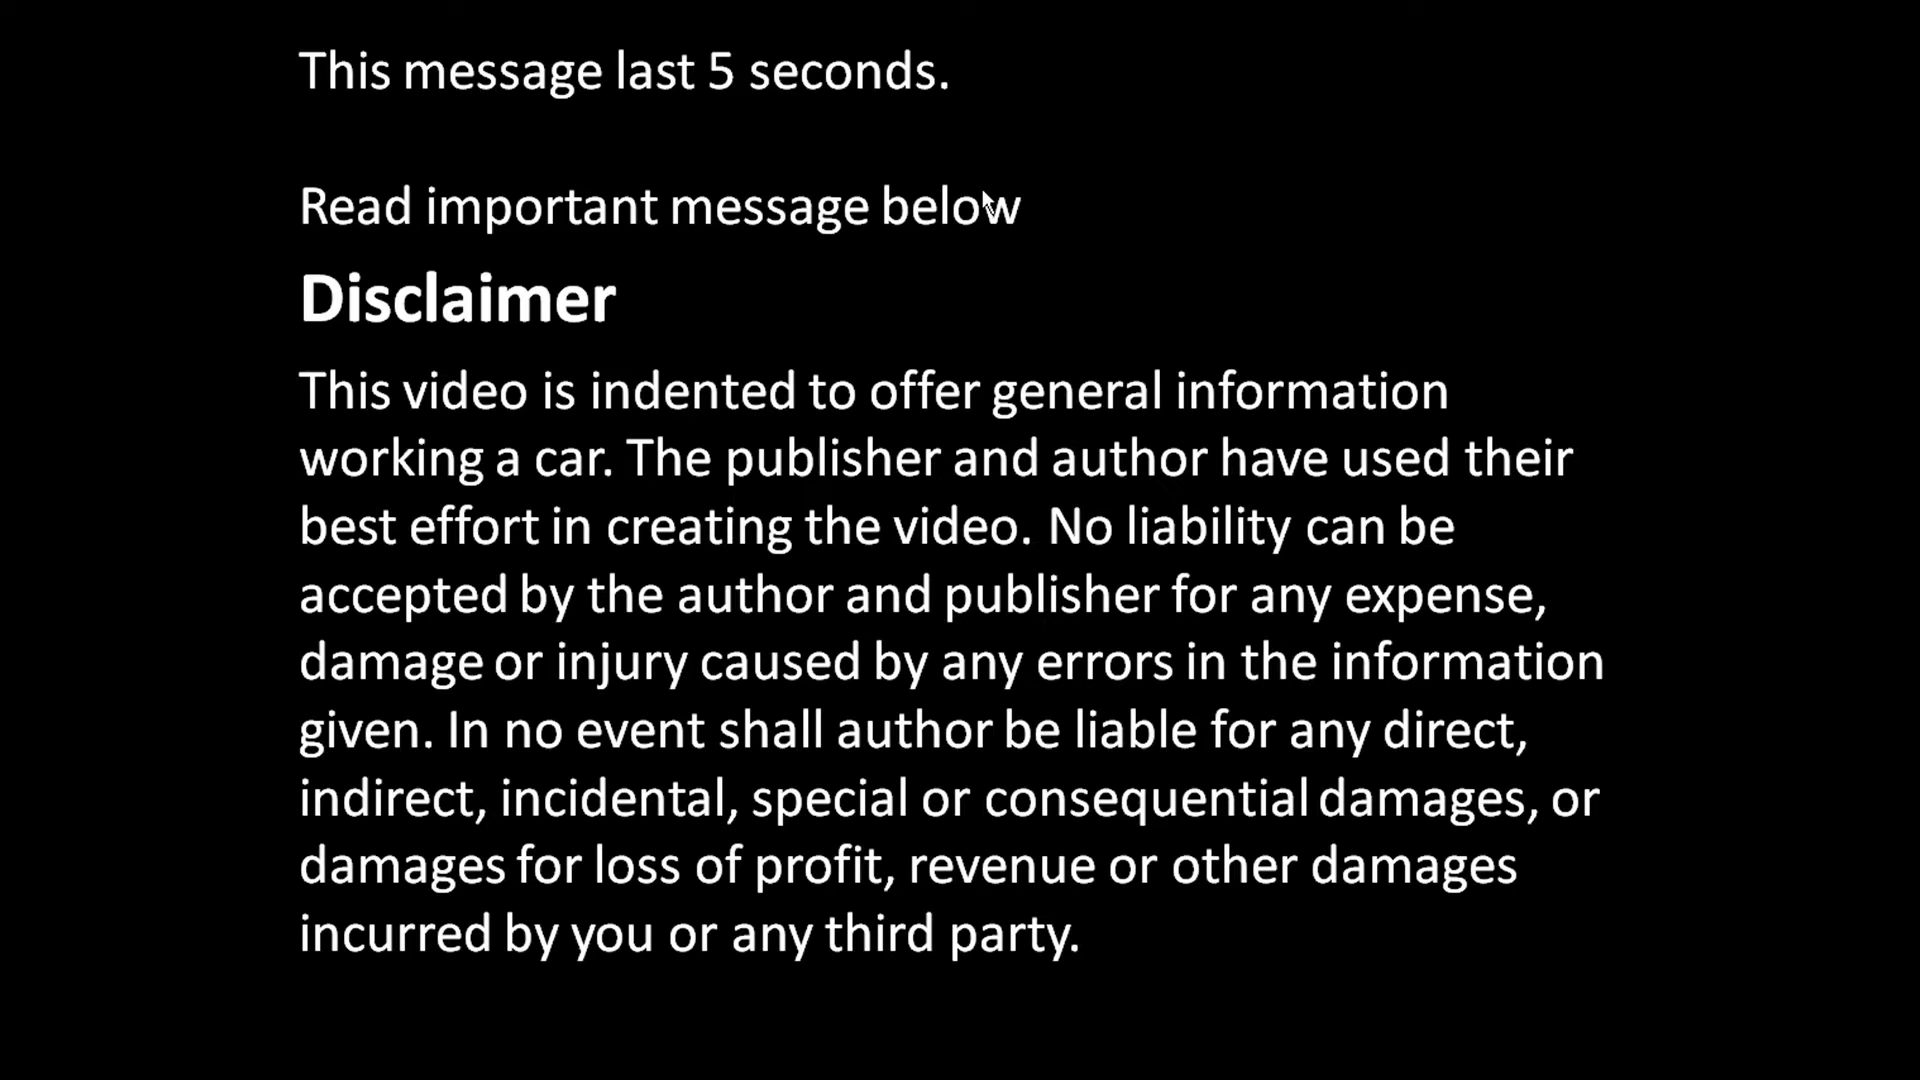 This message last 5 seconds.
Read important message below
Disclaimer
This video is indented to offer general information
working a car. The publisher and author have used their
best effort in creating the video. No liability can be
accepted by the author and publisher for any expense,
damage or injury caused by any errors in the information
given. In no event shall author be liable for any direct,
indirect, incidental, special or consequential damages, or
damages for loss of profit, revenue or other damages
incurred by you or any third party.